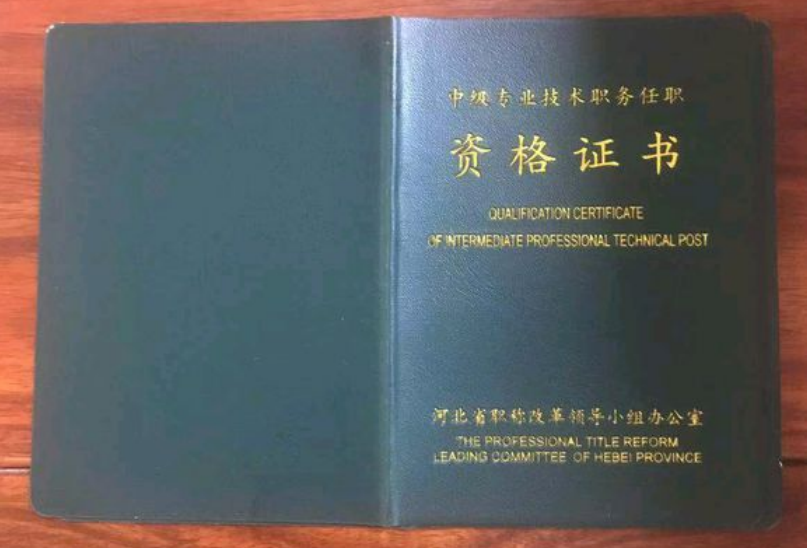 中级专业技术职务任职
资格证书
QUALIFICATION CERTIFICATE
OF INTERMEDIATE PROFESSIONAL TECHNICAL POST
河北省职称改革领导小组办公室
THE PROFESSIONAL TITLE REFORM
LEADING COMMITTEE OF HEBEI PROVINCE